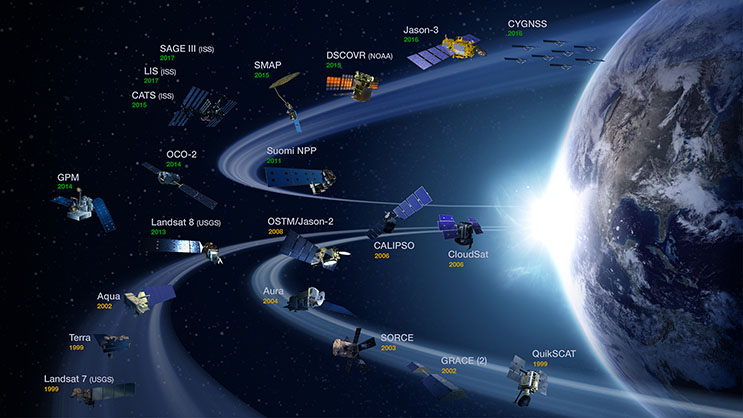 CYGNSS
2016
Jason-3
2016
SAGE III (ISS)
2017
DSCOVR (NOAA)
2015
SMAP
2015
LIS (ISS)
2017
CATS (ISS)
2015
OCO-2
2014
Suomi NPP
2011
GPM
2014
Landsat 8 (USGS)
2013
OSTM/Jason-2
2008
CALIPSO
2006
CloudSat
2006
Aqua
2002
Aura
2004
Terra
1999
SORCE
2003
GRACE (2)
2002
QuikSCAT
1999
Landsat 7 (USGS)
1999